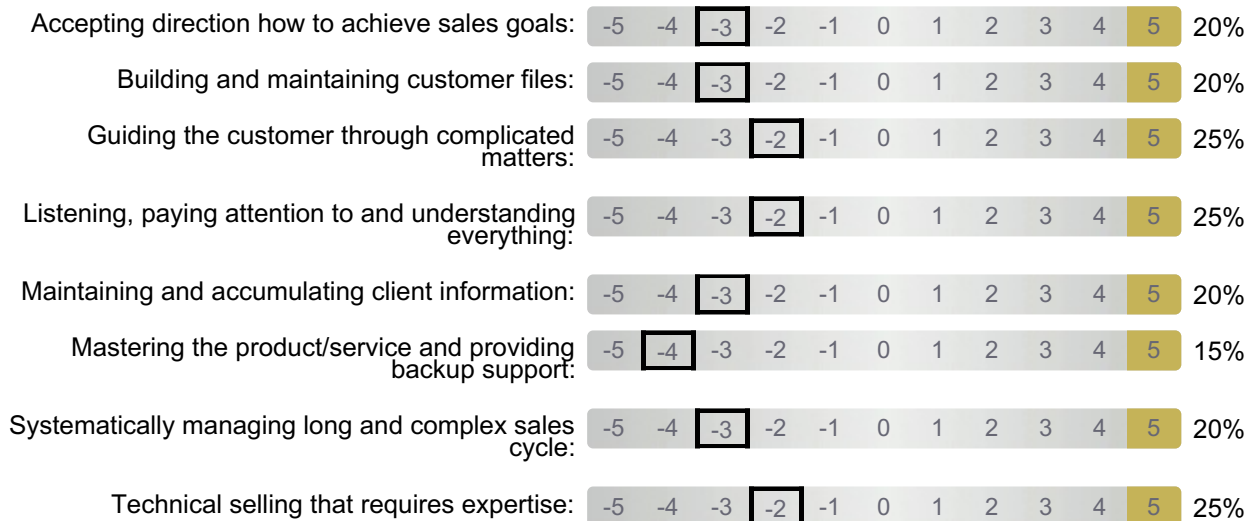 Accepting direction how to achieve sales goals: -5 -4 -3 -2 -1 0 1 2 3 4 5 20%
Building and maintaining customer files: -5 -4 -3 -2 -1 0 1 2 3 4 5 20%
Guiding the customer through complicated
matters: -5 -4 -3 -2 -1 0 1 2 3 4 5 25%
Listening, paying attention to and understanding
everything: -5 -4 -3 -2 -1 0 1 2 3 4 5 25%
Maintaining and accumulating client information: -5 -4 -3 -2 -1 0 1 2 3 4 5 20%
Mastering the product/service and providing
backup support: -5 -4 -3 -2 -1 0 1 2 3 4 5 15%
Systematically managing long and complex sales
cycle: -5 -4 -3 -2 -1 0 1 2 3 4 5 20%
Technical selling that requires expertise: -5 -4 -3 -2 -1 0 1 2 3 4 5 25%